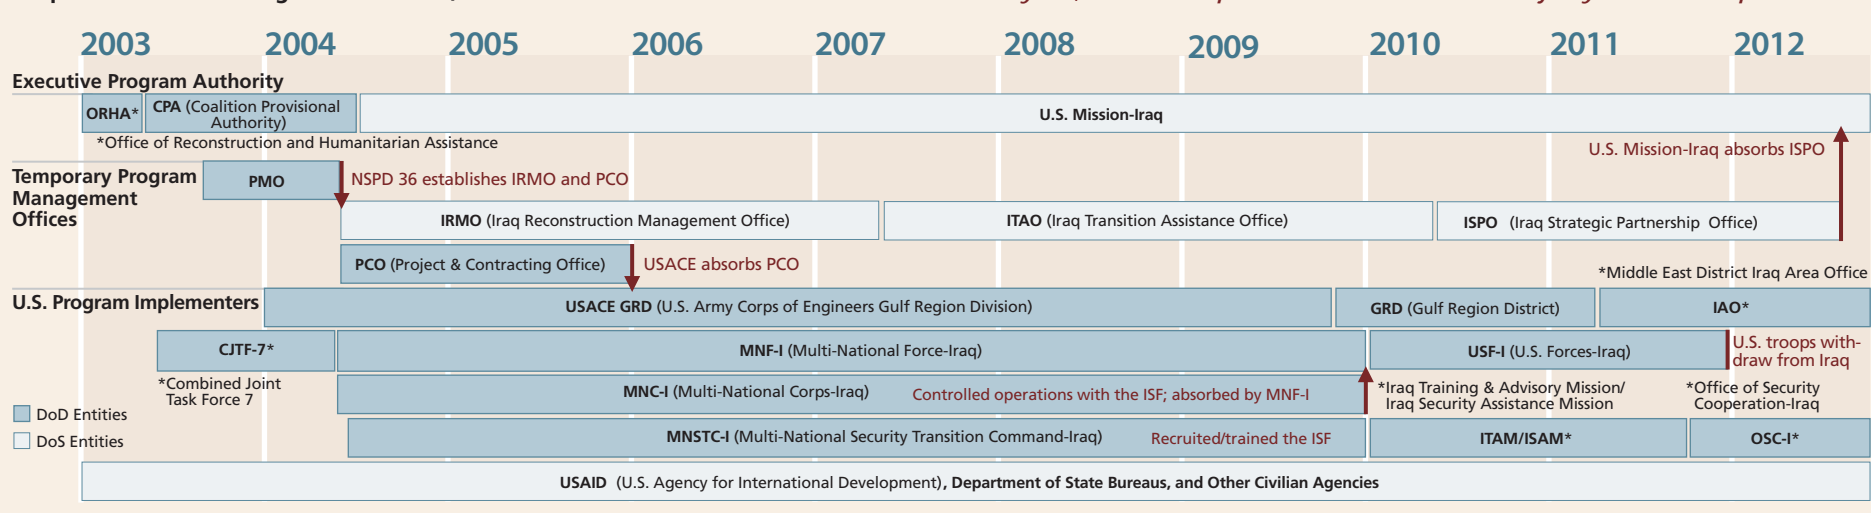 2003 2004 2005 2006 2007 2008 2009 2010 2011 2012
Executive Program Authority
ORHA*
CPA (Coalition Provisional
Authority)
U.S. Mission-Iraq
*Office of Reconstruction and Humanitarian Assistance
U.S. Mission-Iraq absorbs ISPO
Temporary Program
Management
Offices
PMO
NSPD 36 establishes IRMO and PCO
IRMO (Iraq Reconstruction Management Office)
ITAO (Iraq Transition Assistance Office)
ISPO (Iraq Strategic Partnership Office)
PCO (Project & Contracting Office)
USACE absorbs PCO
*Middle East District Iraq Area Office
U.S. Program Implementers
USACE GRD (U.S. Army Corps of Engineers Gulf Region Division)
GRD (Gulf Region District)
IAO*
CJTF-7*
MNF-I (Multi-National Force-Iraq)
USF-I (U.S. Forces-Iraq)
U.S. troops with-
draw from Iraq
*Combined Joint
Task Force 7
MNC-I (Multi-National Corps-Iraq)
Controlled operations with the ISF; absorbed by MNF-I
*Iraq Training & Advisory Mission/
Iraq Security Assistance Mission
*Office of Security
Cooperation-Iraq
DoD Entities
DoS Entities
MNSTC-I (Multi-National Security Transition Command-Iraq)
Recruited/trained the ISF
ITAM/ISAM*
OSC-I*
USAID (U.S. Agency for International Development), Department of State Bureaus, and Other Civilian Agencies